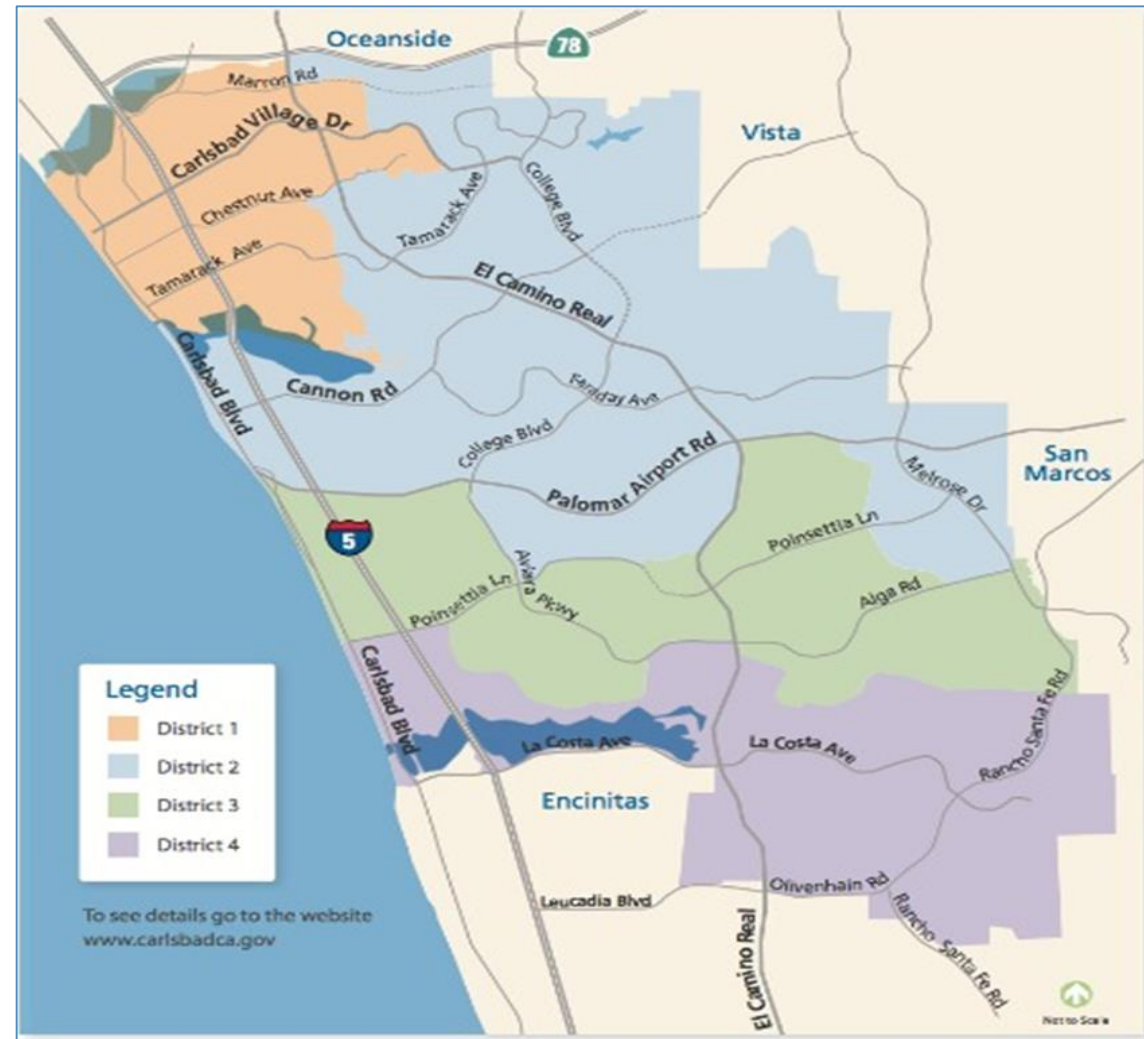 Oceanside
78
Marron Rd
Carlsbad Village Dr
Vista
Chestnut Ave
Tamarack Ave
College Blvd
Tamarack Ave
El Camino Real
Carlsbad Blvd
Cannon Rd
Faraday Ave
College Blvd
Palomar Airport Rd
San
Marcos
Melrose Dr
5
Poinsettia Ln
Aviara Pkwy
Poinsettia Ln
Alga Rd
Carlsbad Blvd
Legend
District 1
District 2
District 3
District 4
La Costa Ave
La Costa Ave
Rancho Santa Fe Rd
Encinitas
Olivenhain Rd
Leucadia Blvd
Rancho Santa Fe Rd
El Camino Real
To see details go to the website
www.carlsbadca.gov
Not to Scale